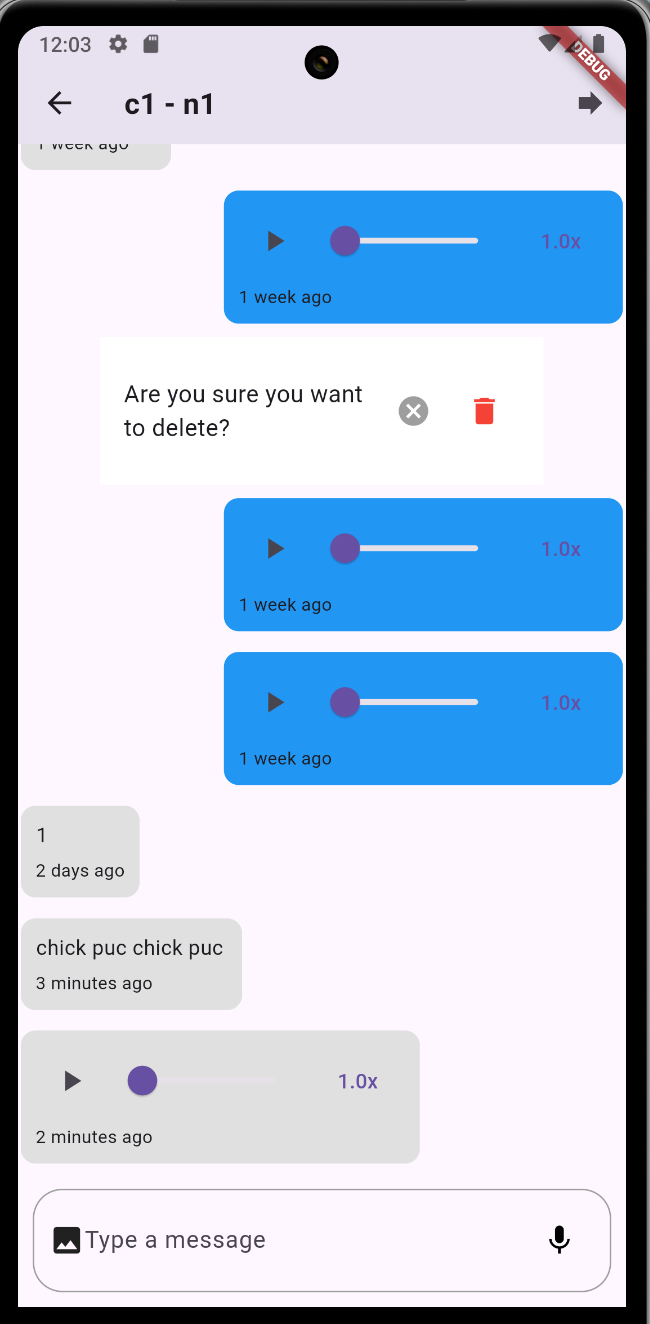 12:03
DEBUG
c1 - n1
1 week ago
1.0x
1 week ago
Are you sure you want
to delete?
1.0x
1 week ago
1.0x
1 week ago
1
2 days ago
chick puc chick puc
3 minutes ago
1.0x
2 minutes ago
Type a message